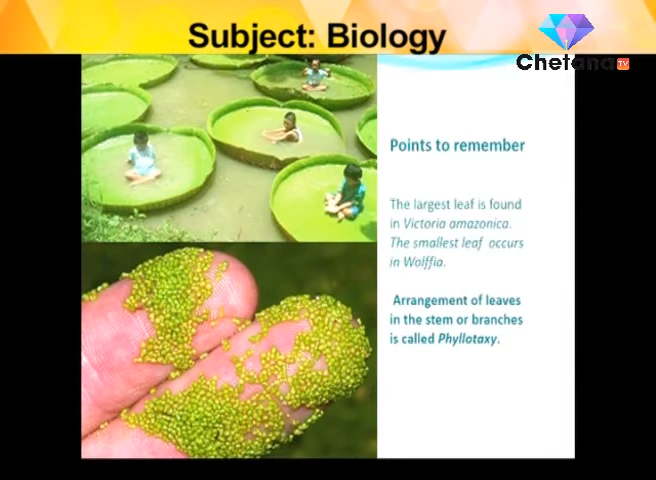 Subject: Biology
Chetana TV
Points to remember
The largest leaf is found
in Victoria amazonica.
The smallest leaf occurs
in Wolffia.
Arrangement of leaves
in the stem or branches
is called Phyllotaxy.